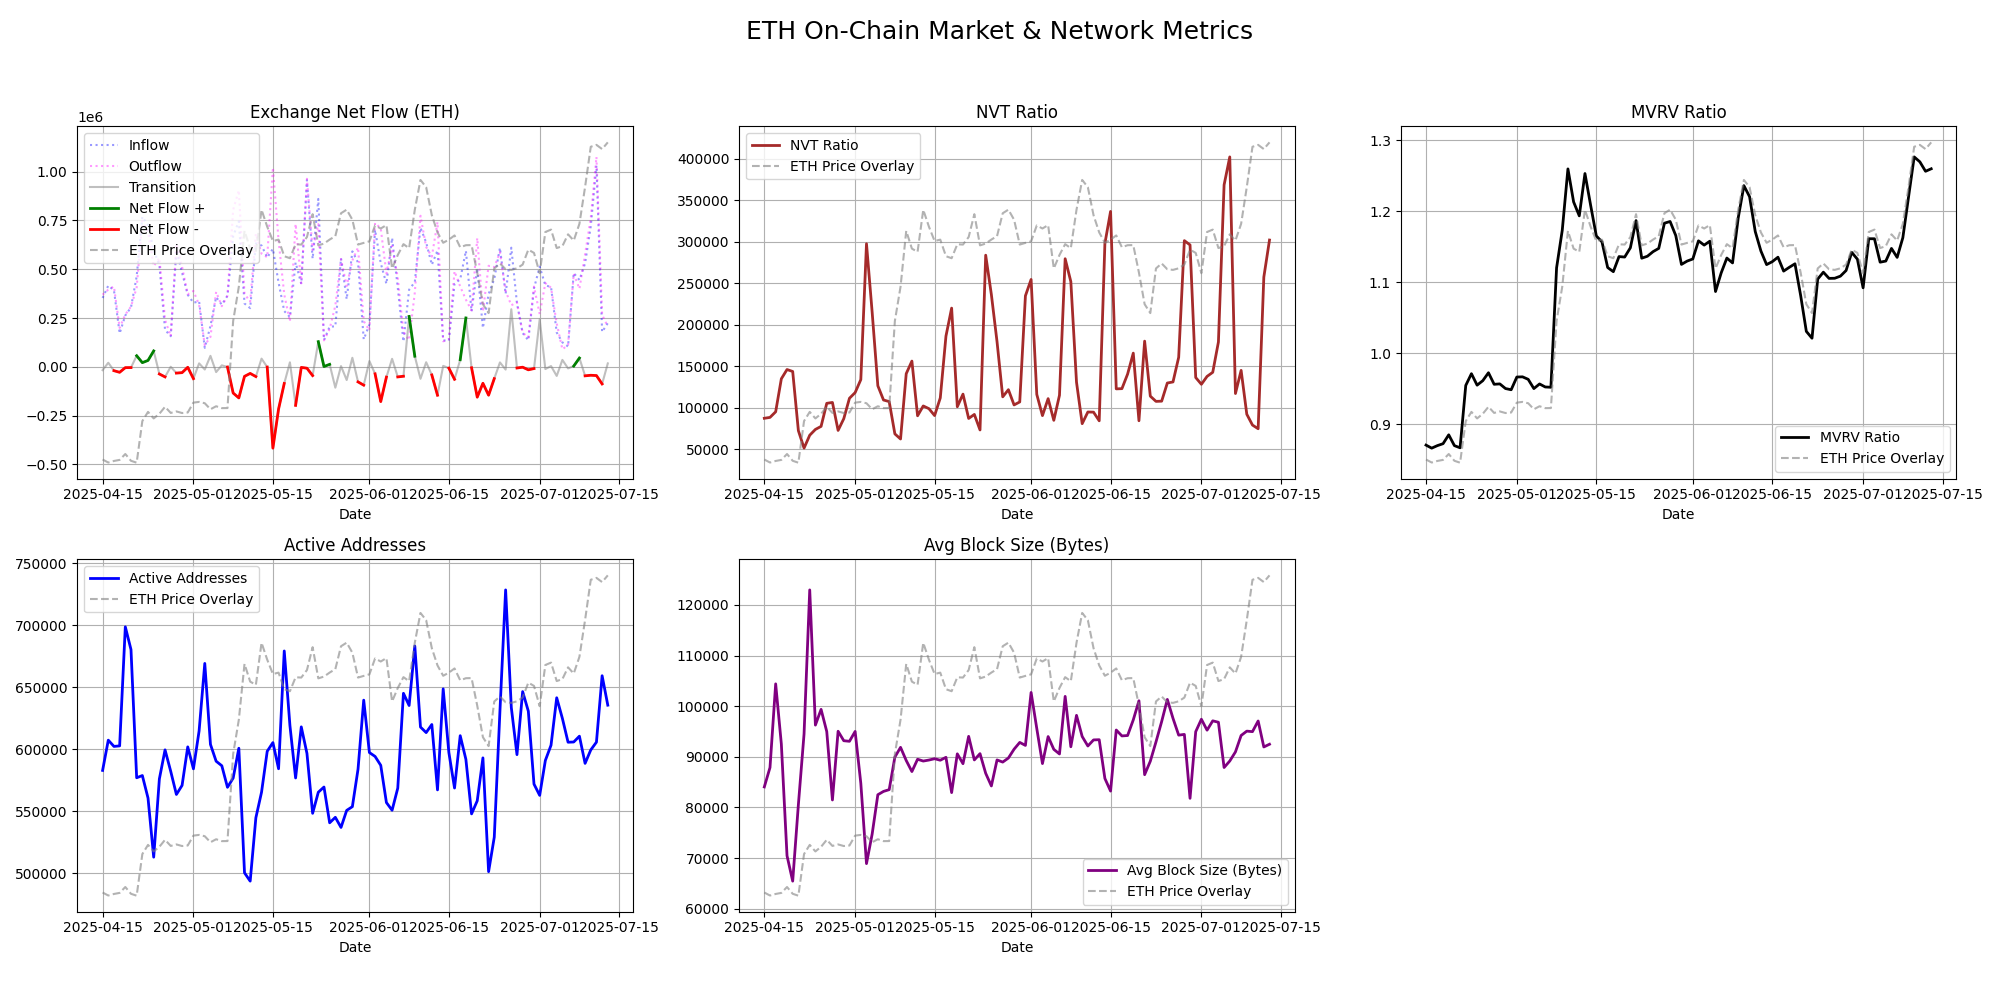 ETH On-Chain Market & Network Metrics
Exchange Net Flow (ETH)
1e6
Inflow
Outflow
Transition
Net Flow +
Net Flow -
ETH Price Overlay
1.00
0.75
0.50
0.25
0.00
−0.25
−0.50
2025-04-15 2025-05-01 2025-05-15 2025-06-01 2025-06-15 2025-07-01 2025-07-15
Date
NVT Ratio
NVT Ratio
ETH Price Overlay
400000
350000
300000
250000
200000
150000
100000
50000
2025-04-15 2025-05-01 2025-05-15 2025-06-01 2025-06-15 2025-07-01 2025-07-15
Date
MVRV Ratio
1.3
1.2
1.1
1.0
0.9
MVRV Ratio
ETH Price Overlay
2025-04-15 2025-05-01 2025-05-15 2025-06-01 2025-06-15 2025-07-01 2025-07-15
Date
Active Addresses
Active Addresses
ETH Price Overlay
750000
700000
650000
600000
550000
500000
2025-04-15 2025-05-01 2025-05-15 2025-06-01 2025-06-15 2025-07-01 2025-07-15
Date
Avg Block Size (Bytes)
120000
110000
100000
90000
80000
70000
60000
Avg Block Size (Bytes)
ETH Price Overlay
2025-04-15 2025-05-01 2025-05-15 2025-06-01 2025-06-15 2025-07-01 2025-07-15
Date